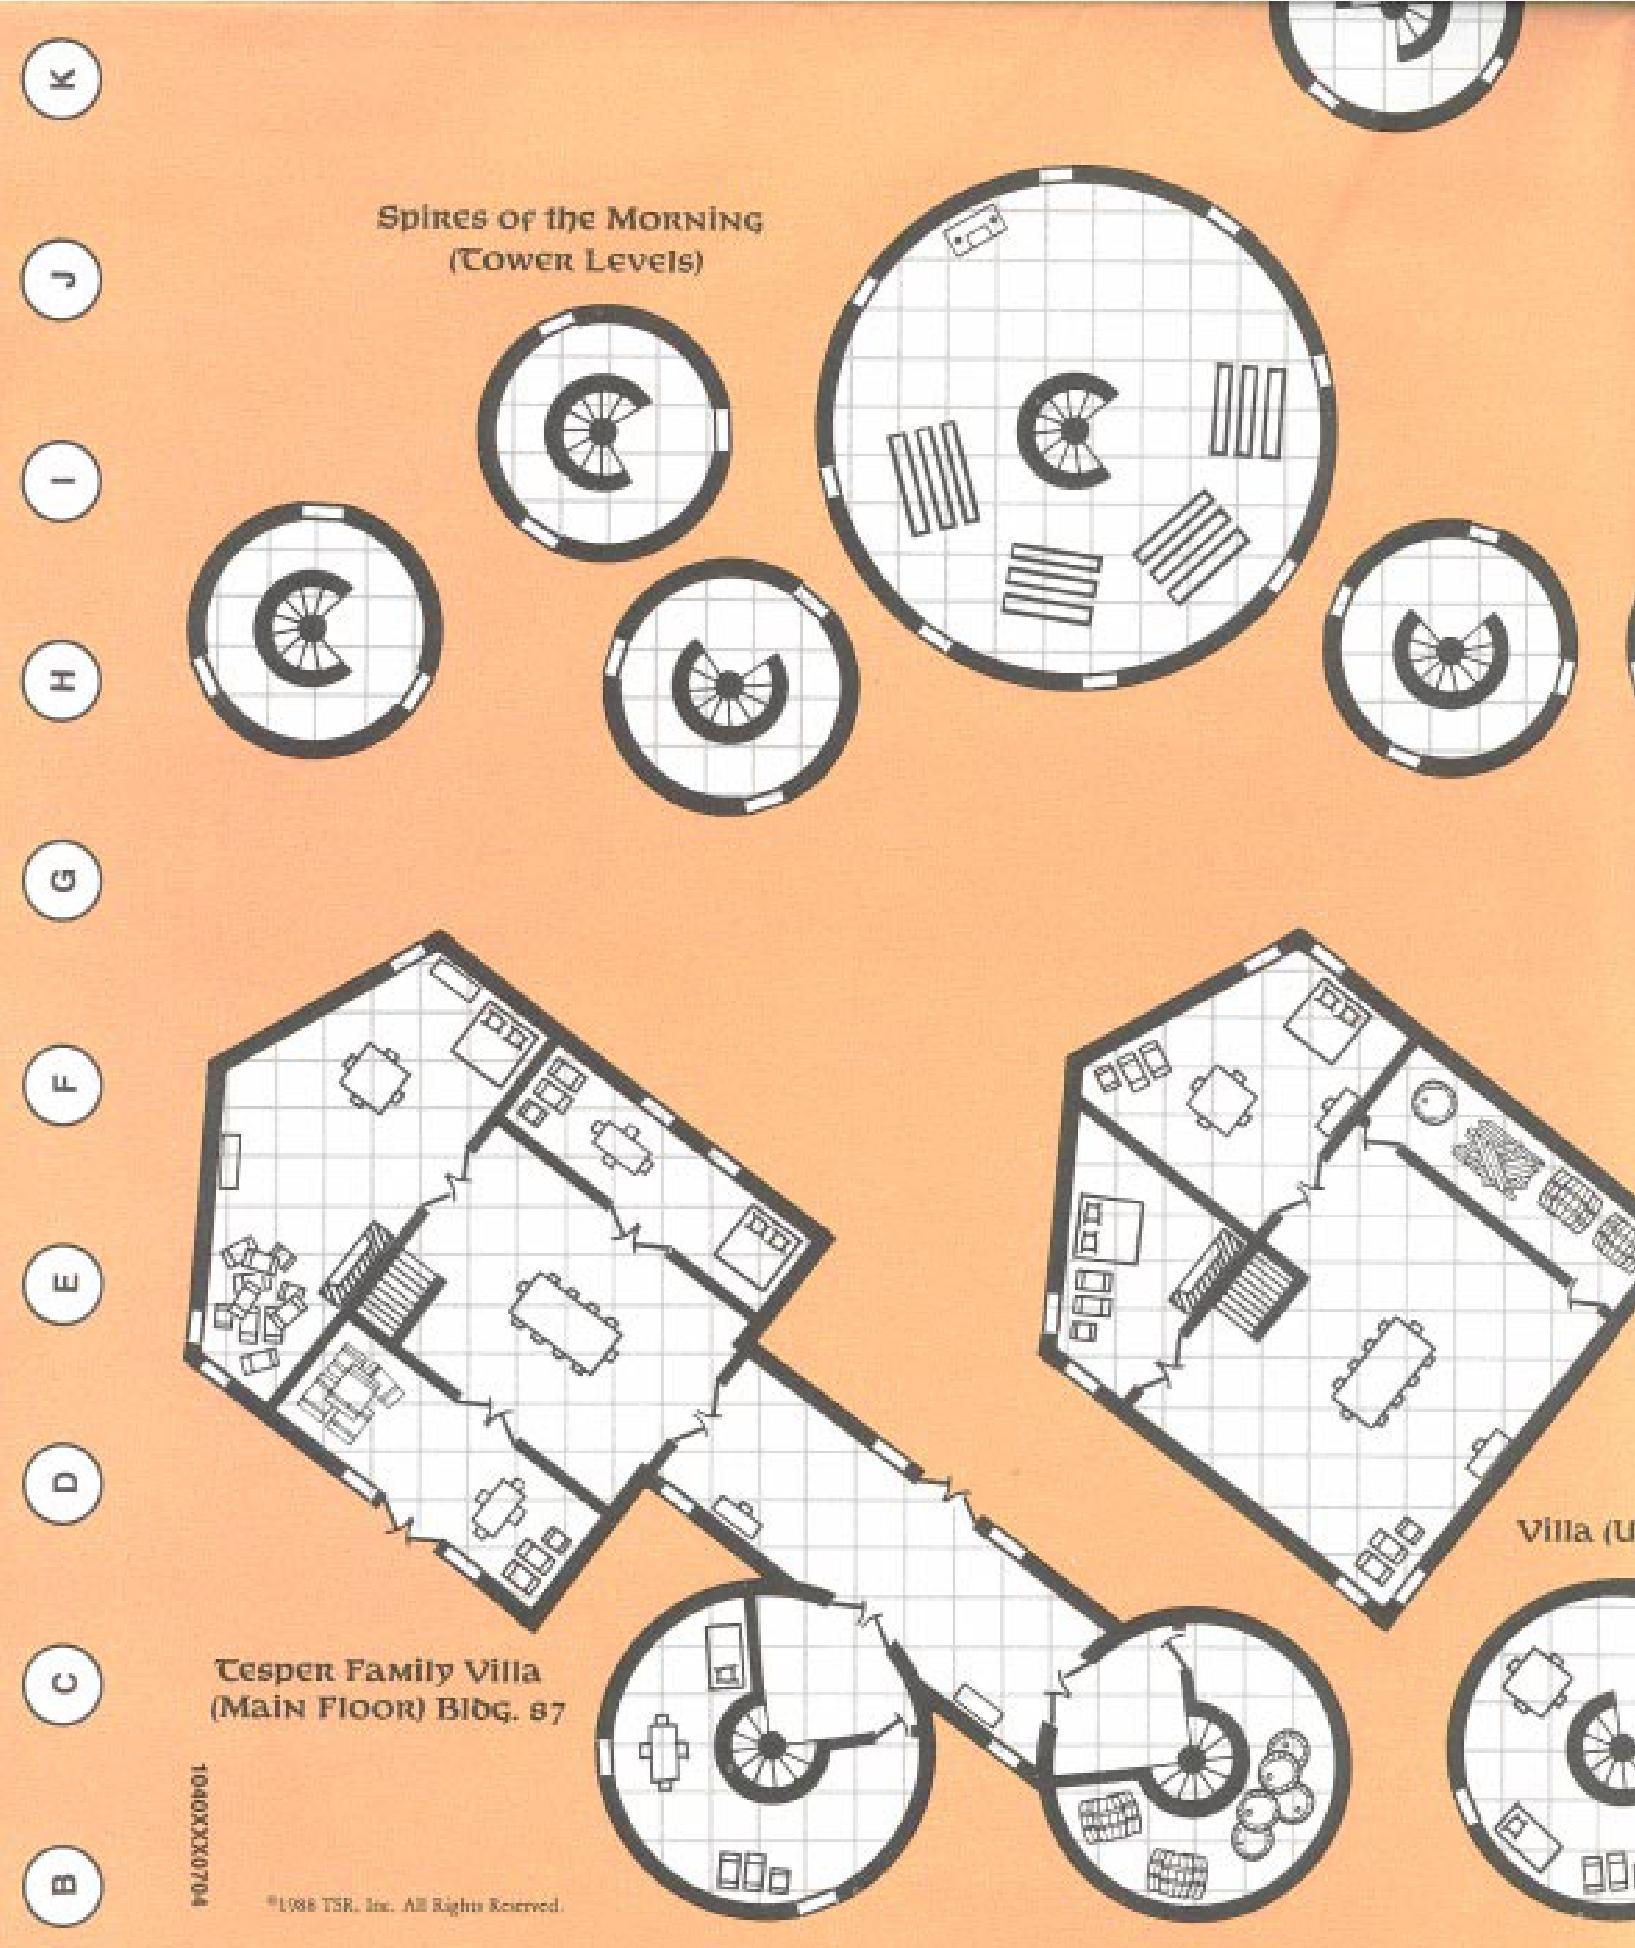 K
J
I
H
G
F
E
D
C
B
Spires of the Morning
(Tower Levels)
Villa (U
Tesper Family Villa
(Main Floor) Bldg. 87
1040XXX0704
©1988 TSR, Inc. All Rights Reserved.